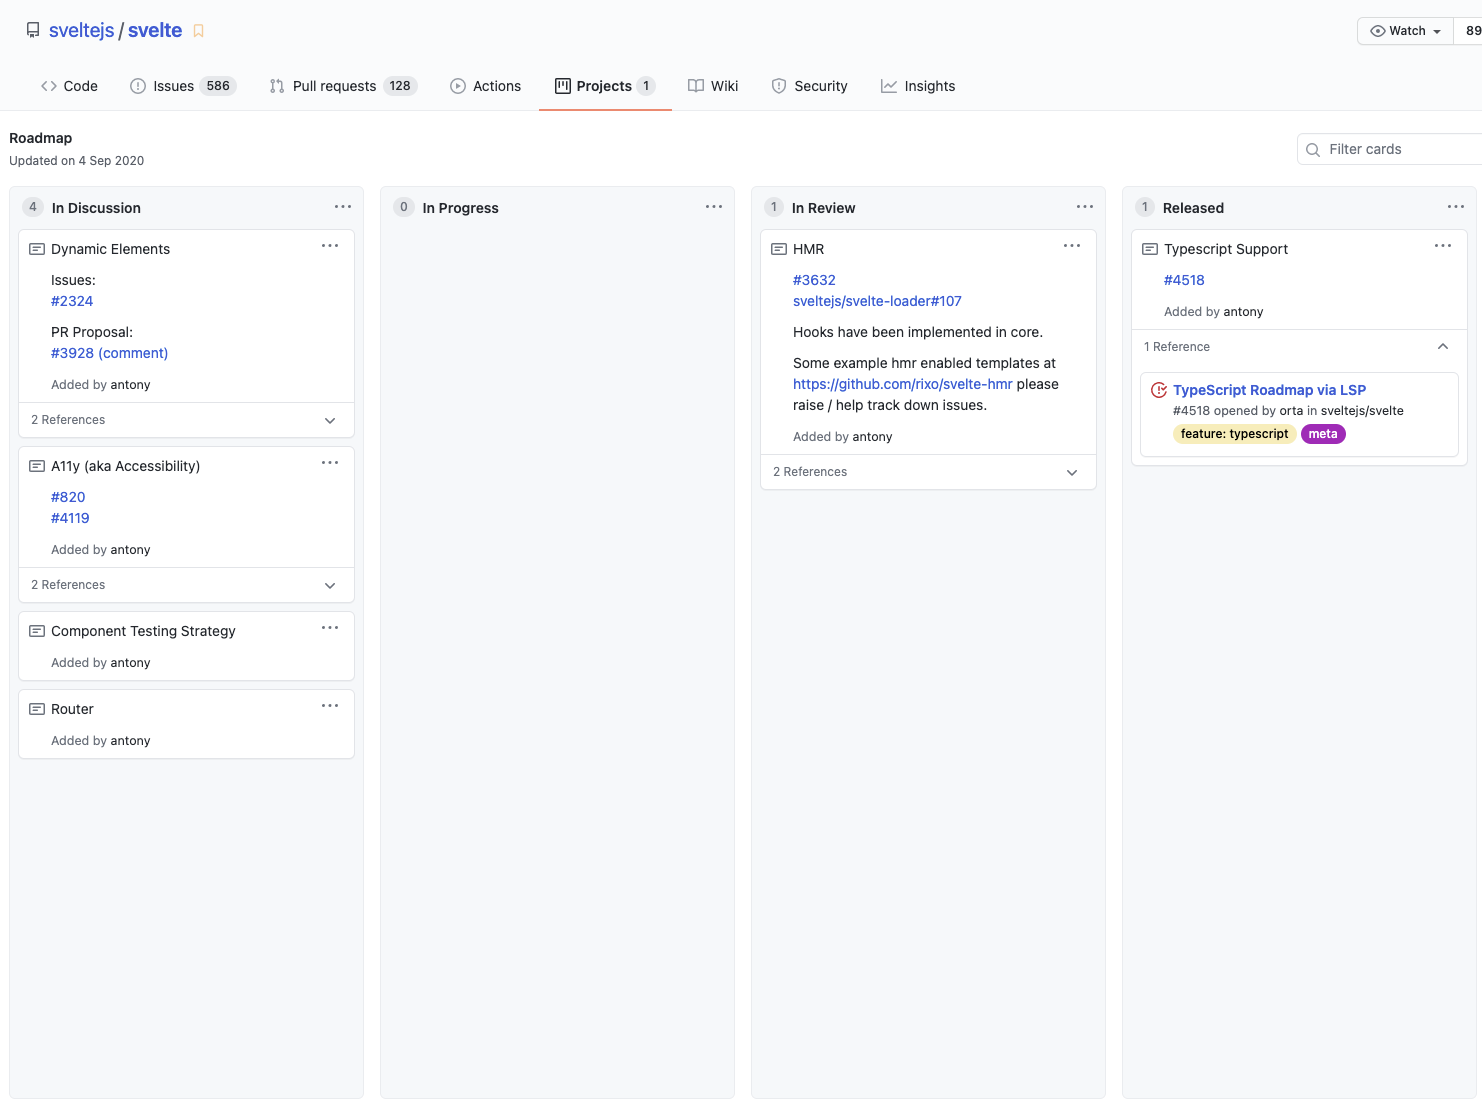 sveltejs / svelte
Watch
89
Code
Issues 586
Pull requests 128
Actions
Projects 1
Wiki
Security
Insights
Roadmap
Updated on 4 Sep 2020
Filter cards
4 In Discussion
Dynamic Elements
Issues:
#2324
PR Proposal:
#3928 (comment)
Added by antony
2 References
A11y (aka Accessibility)
#820
#4119
Added by antony
2 References
Component Testing Strategy
Added by antony
Router
Added by antony
0 In Progress
1 In Review
HMR
#3632
sveltejs/svelte-loader#107
Hooks have been implemented in core.
Some example hmr enabled templates at
https://github.com/rixo/svelte-hmr please
raise / help track down issues.
Added by antony
2 References
1 Released
Typescript Support
#4518
Added by antony
1 Reference
TypeScript Roadmap via LSP
#4518 opened by orta in sveltejs/svelte
feature: typescript meta